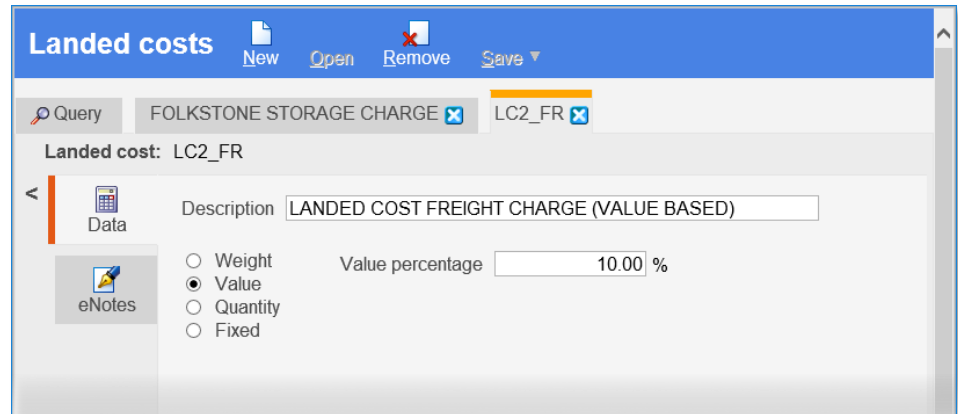 Landed costs New Open Remove Save
Query FOLKSTONE STORAGE CHARGE LC2_FR
Landed cost: LC2_FR
<
Data
Description LANDED COST FREIGHT CHARGE (VALUE BASED)
Weight Value percentage 10.00 %
Value
eNotes
Quantity
Fixed